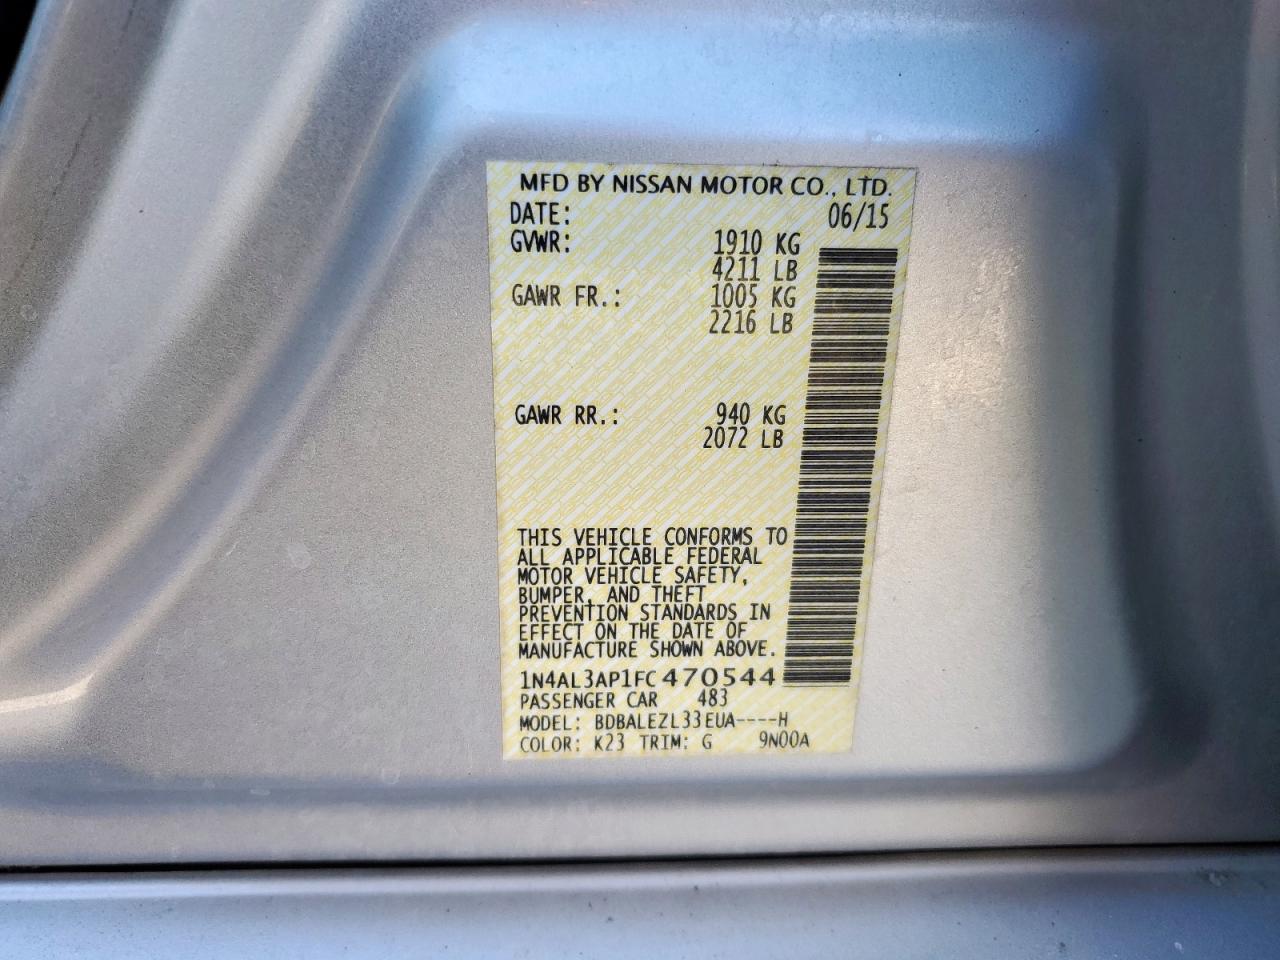 MFD BY NISSAN MOTOR CO., LTD.
DATE: 06/15
GVWR: 1910 KG
4211 LB
GAWR FR.: 1005 KG
2216 LB
GAWR RR.: 940 KG
2072 LB
THIS VEHICLE CONFORMS TO
ALL APPLICABLE FEDERAL
MOTOR VEHICLE SAFETY,
BUMPER, AND THEFT
PREVENTION STANDARDS IN
EFFECT ON THE DATE OF
MANUFACTURE SHOWN ABOVE.
1N4AL3AP1FC470544
PASSENGER CAR 483
MODEL: BDBALEZL33EUA----H
COLOR: K23 TRIM: G 9N00A